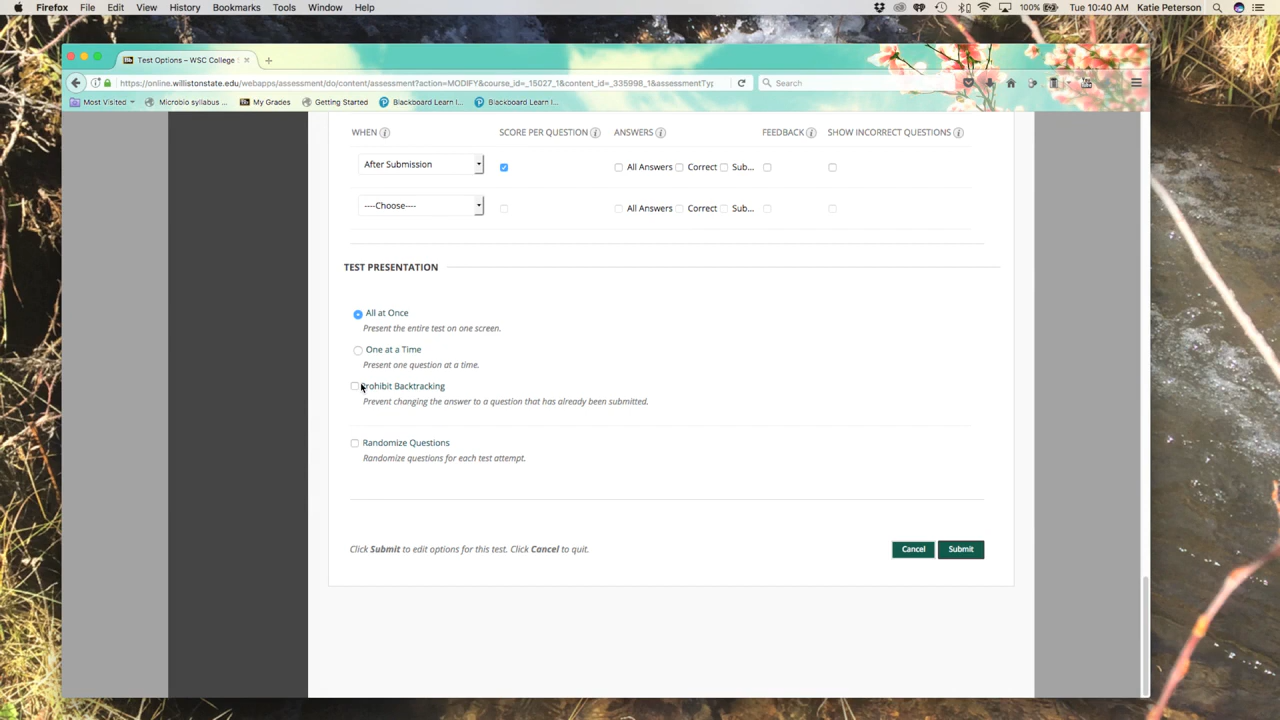 Firefox File Edit View History Bookmarks Tools Window Help 100% Tue 10:40 AM Katie Peterson
Test Options – WSC College
https://online.willistonstate.edu/webapps/assessment/do/content/assessment?action=MODIFY&course_id=_15027_1&content_id=_335998_1&assessmentTyp Search
Most Visited Microbio syllabus ... My Grades Getting Started Blackboard Learn I... Blackboard Learn I...
WHEN SCORE PER QUESTION ANSWERS FEEDBACK SHOW INCORRECT QUESTIONS
After Submission All Answers Correct Sub...
----Choose---- All Answers Correct Sub...
TEST PRESENTATION
All at Once
Present the entire test on one screen.
One at a Time
Present one question at a time.
Prohibit Backtracking
Prevent changing the answer to a question that has already been submitted.
Randomize Questions
Randomize questions for each test attempt.
Click Submit to edit options for this test. Click Cancel to quit. Cancel Submit